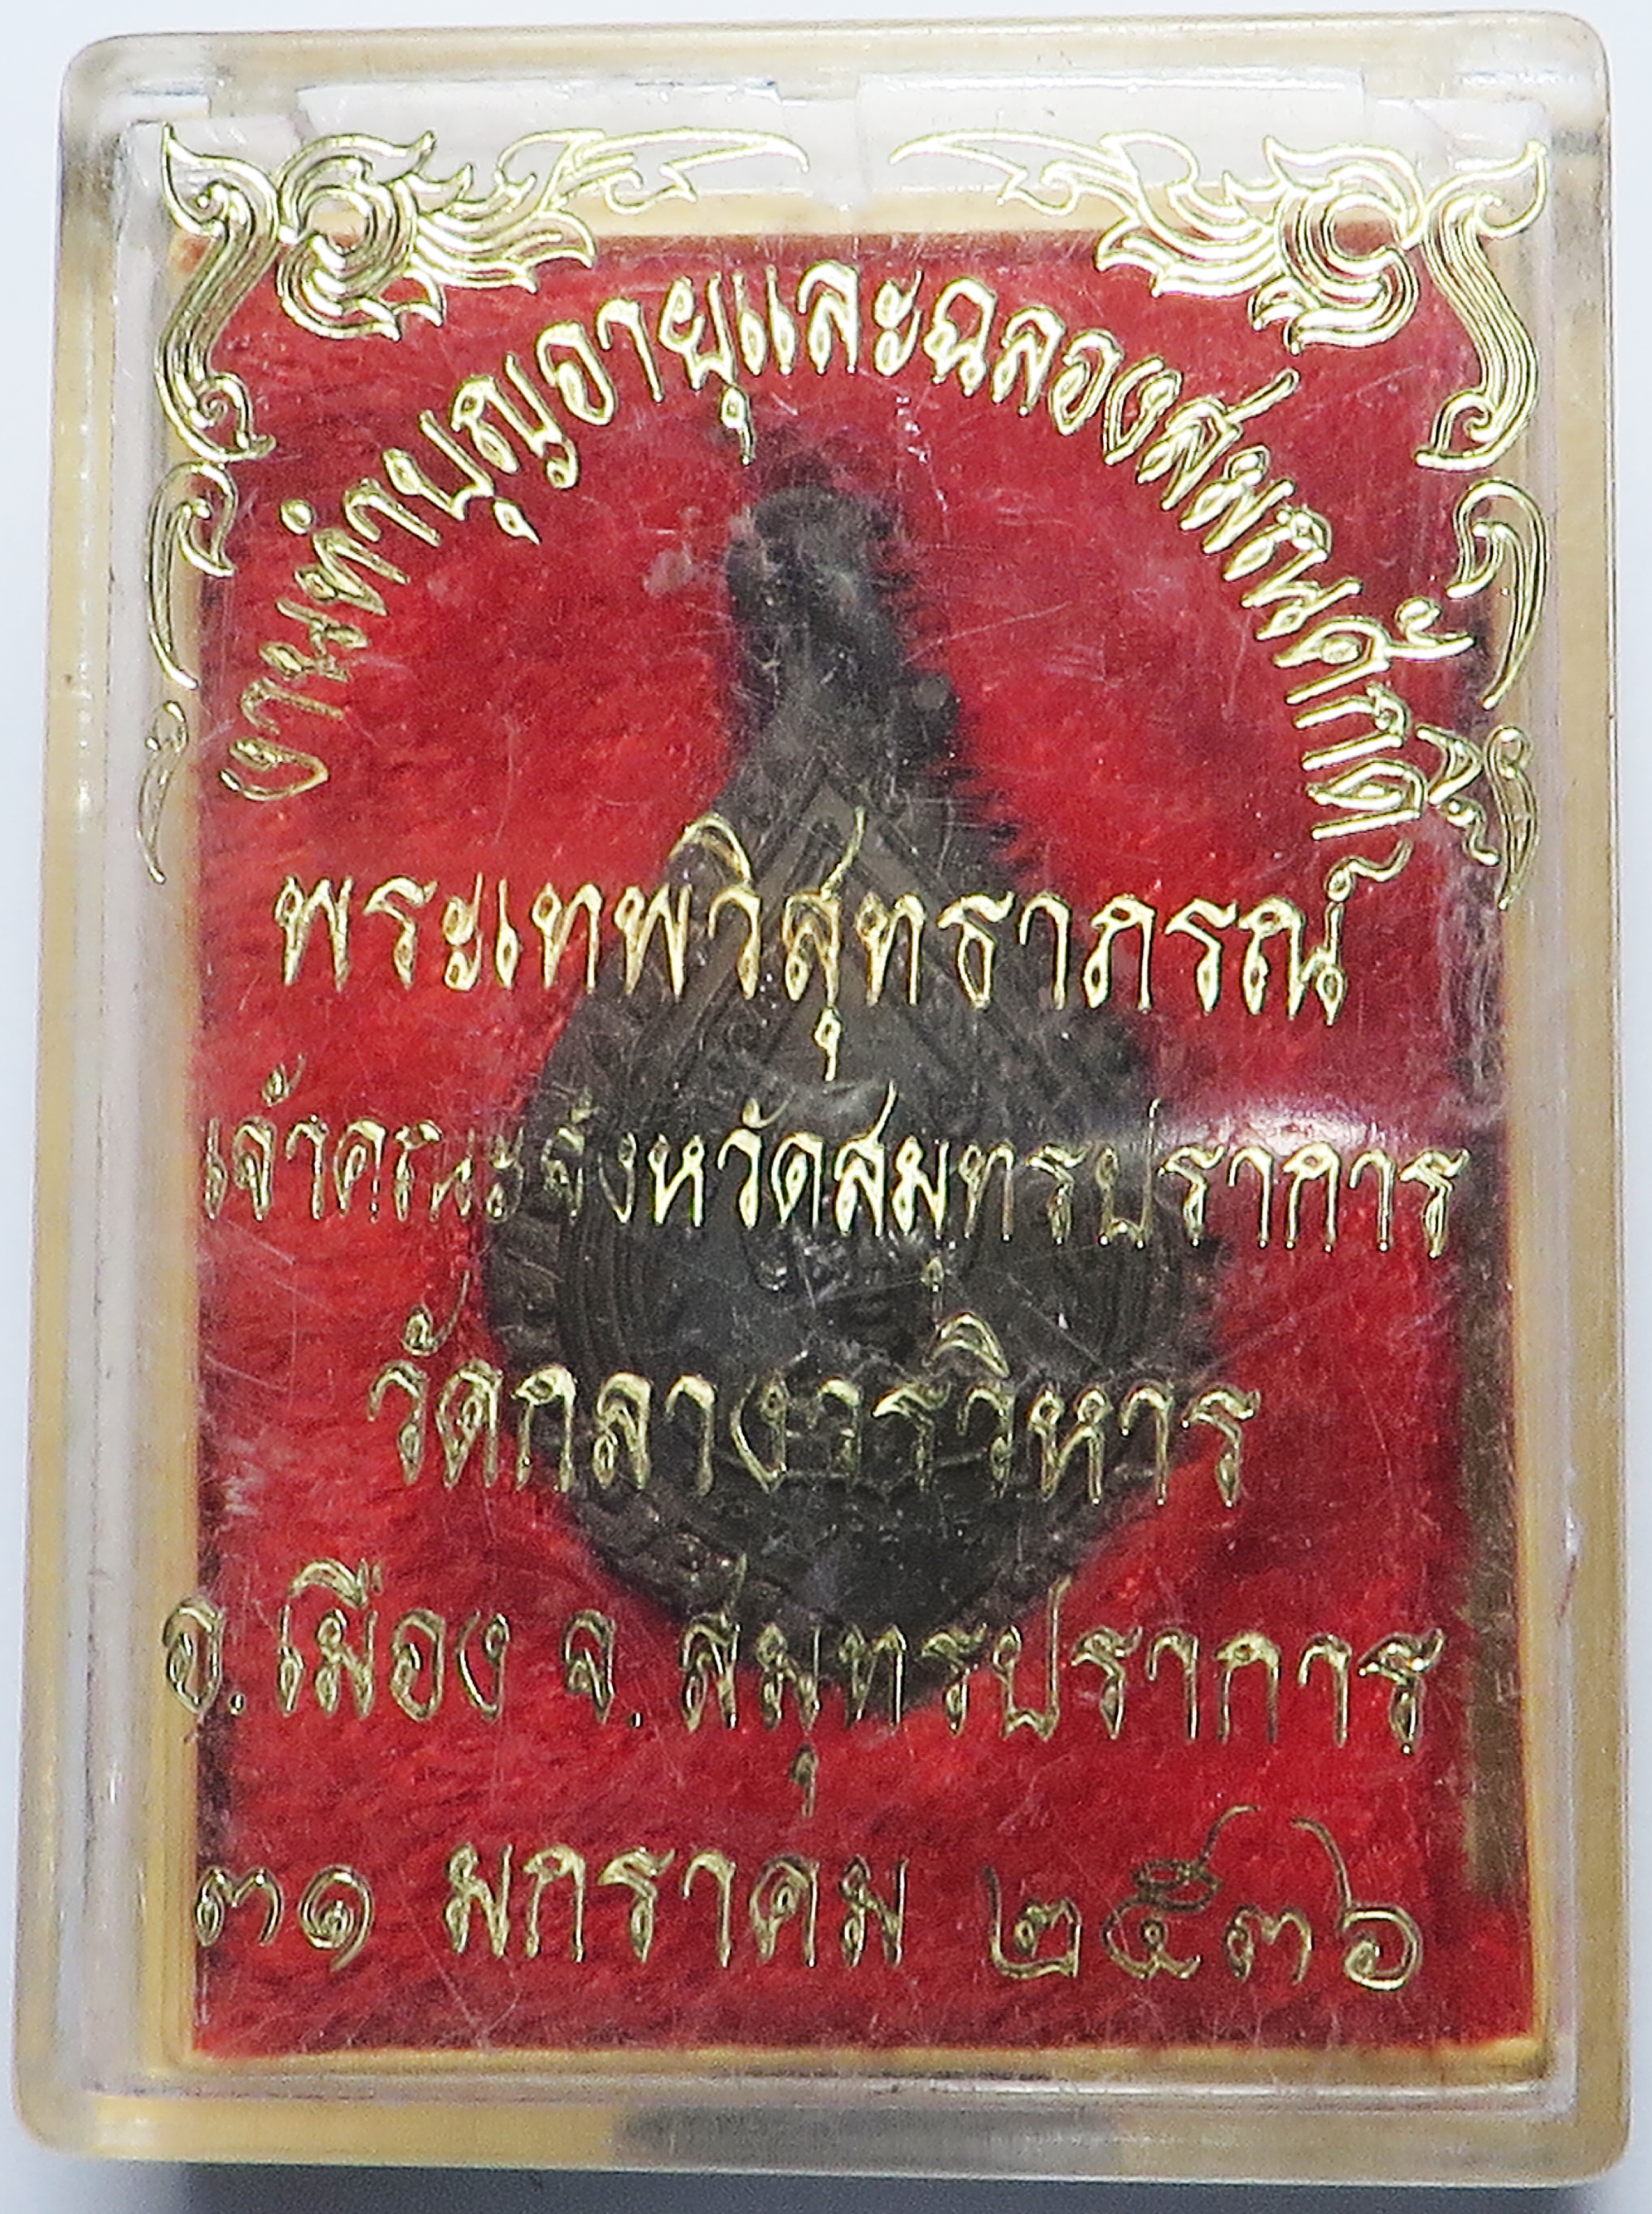 งานทำบุญอายุและฉลองสมณศักดิ์
พระเทพวิสุทธาภรณ์
เจ้าคณะจังหวัดสมุทรปราการ
วัดกลางวรวิหาร
อ.เมือง จ.สมุทรปราการ
๓๑ มกราคม ๒๕๓๖